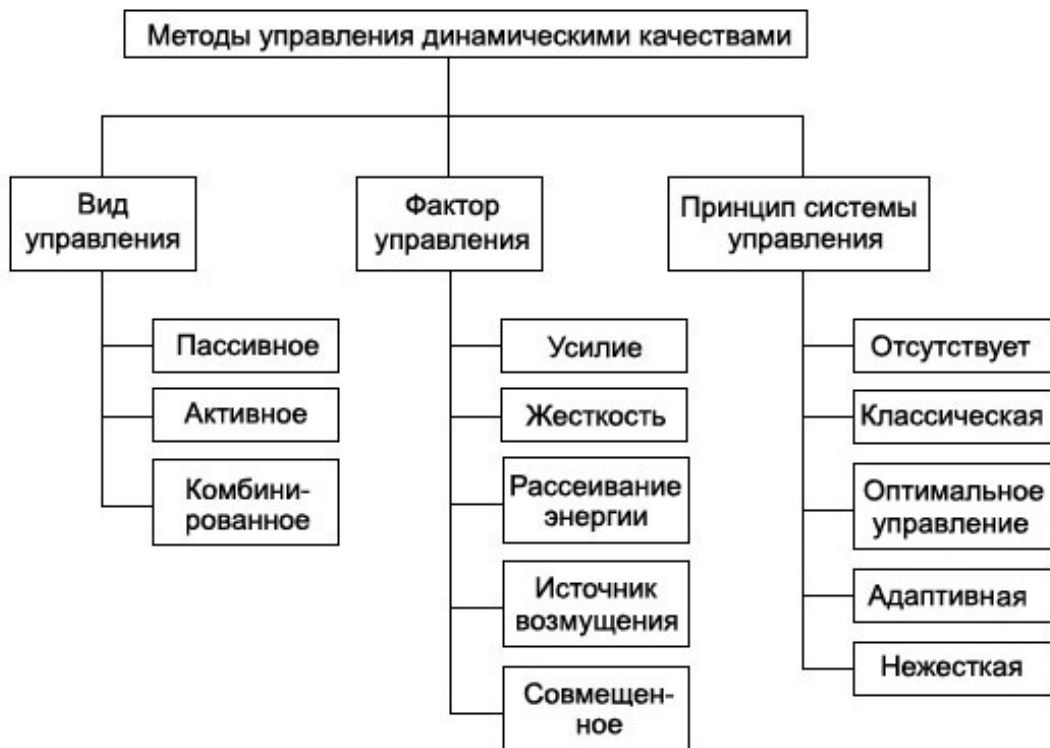 Методы управления динамическими качествами
Вид
управления
Пассивное
Активное
Комбини-
рованное
Фактор
управления
Усилие
Жесткость
Рассеивание
энергии
Источник
возмущения
Совмещен-
ное
Принцип системы
управления
Отсутствует
Классическая
Оптимальное
управление
Адаптивная
Нежесткая